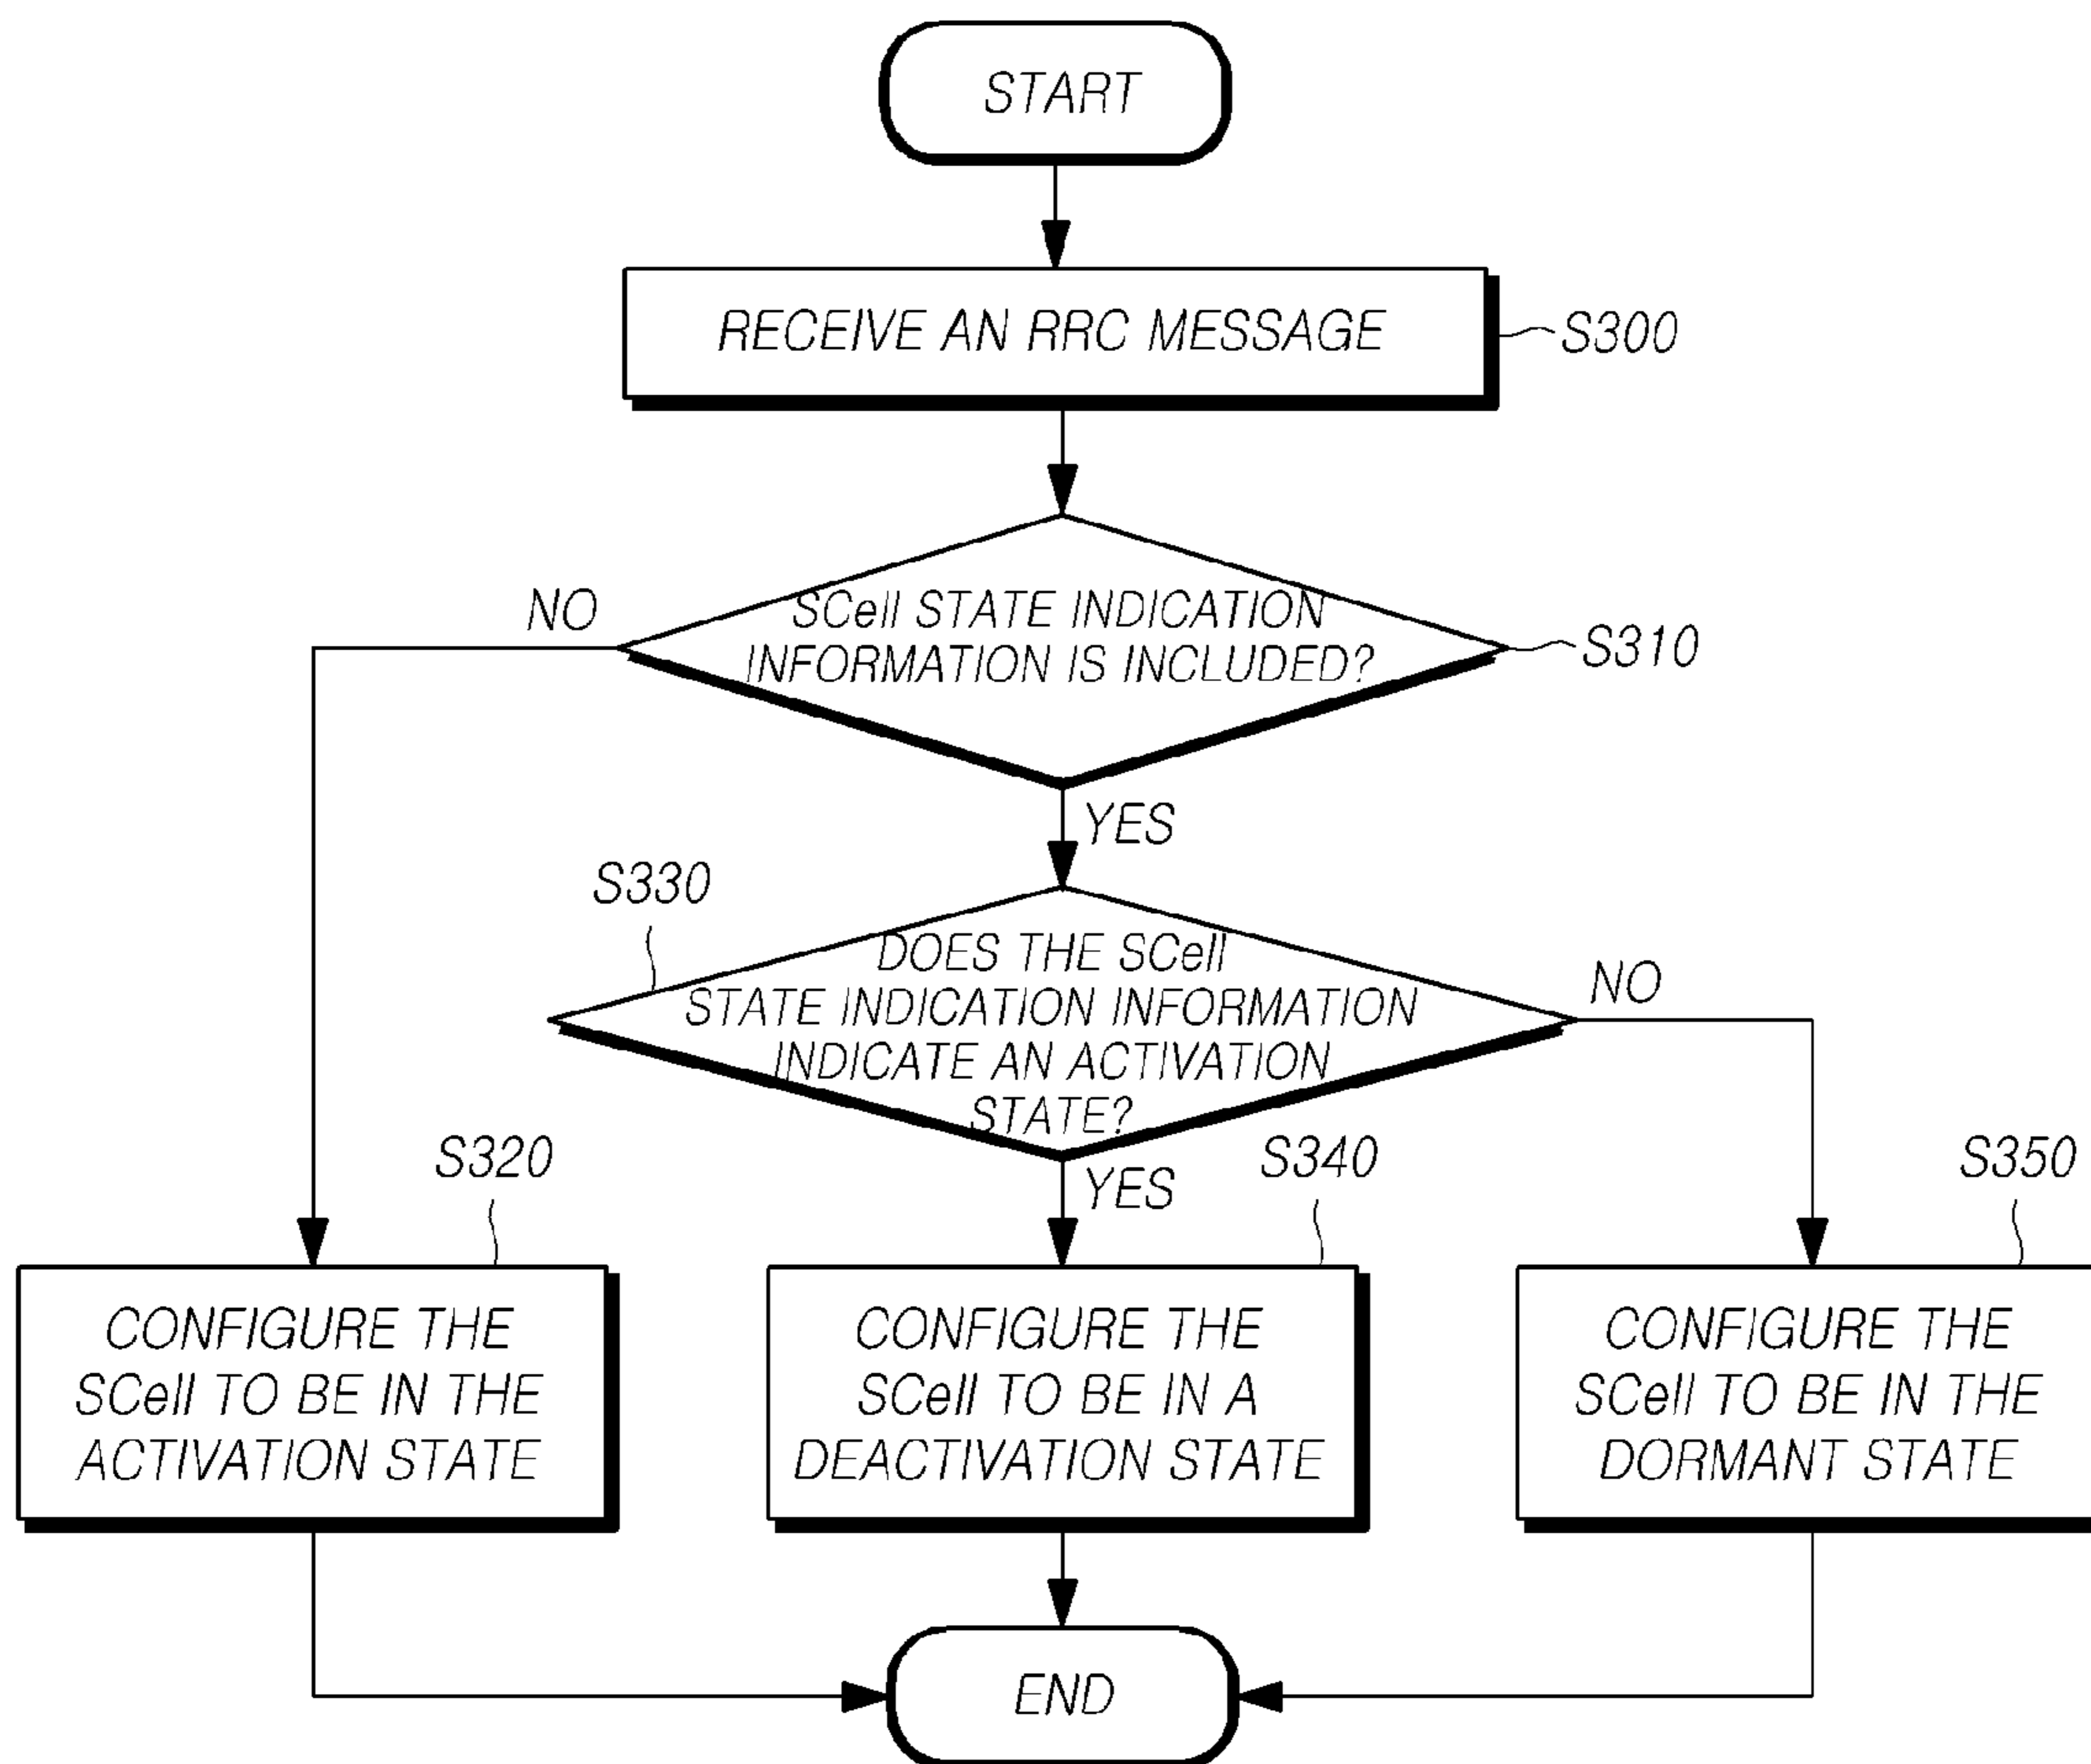 START
RECEIVE AN RRC MESSAGE
S300
NO
SCell STATE INDICATION
INFORMATION IS INCLUDED?
S310
YES
S330
DOES THE SCell
STATE INDICATION INFORMATION
INDICATE AN ACTIVATION
STATE?
NO
YES
S320
CONFIGURE THE
SCell TO BE IN THE
ACTIVATION STATE
S340
CONFIGURE THE
SCell TO BE IN A
DEACTIVATION STATE
S350
CONFIGURE THE
SCell TO BE IN THE
DORMANT STATE
END